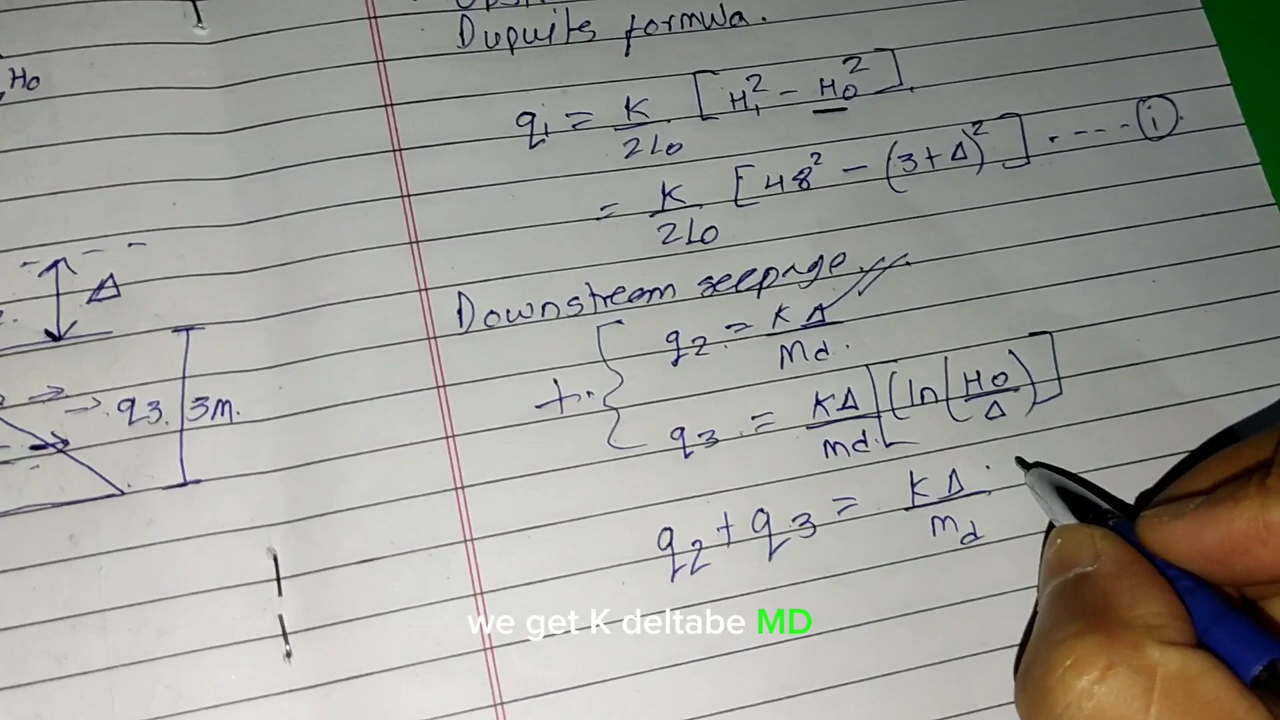 Dupuits formula.
q1 = K/2L0 [H1² - H0²].
= K/2L0 [48² - (3+Δ)²] .---- (i)
Downstream seepage.
q2 = KΔ/Md.
+. { q3 = KΔ/md. [(ln(H0/Δ)]
q2 + q3 = KΔ/md
H0
Δ
q3. 3m.
we get K deltabe MD